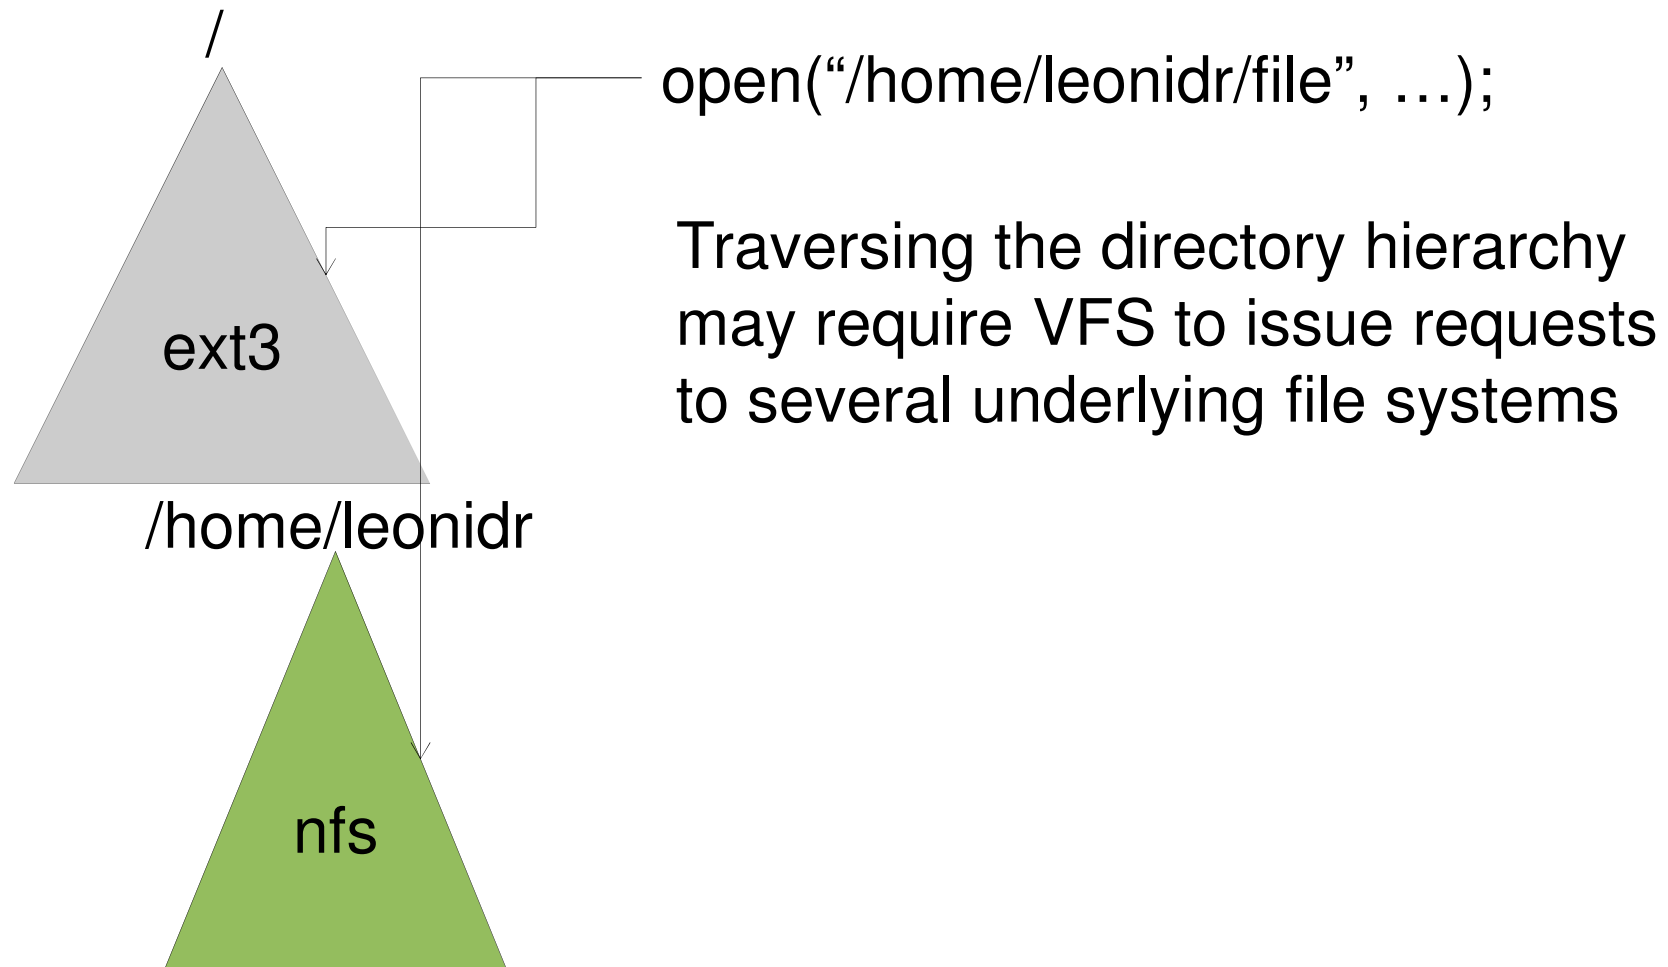 /
open(“/home/leonidr/file”, …);
Traversing the directory hierarchy
may require VFS to issue requests
to several underlying file systems
ext3
/home/leonidr
nfs